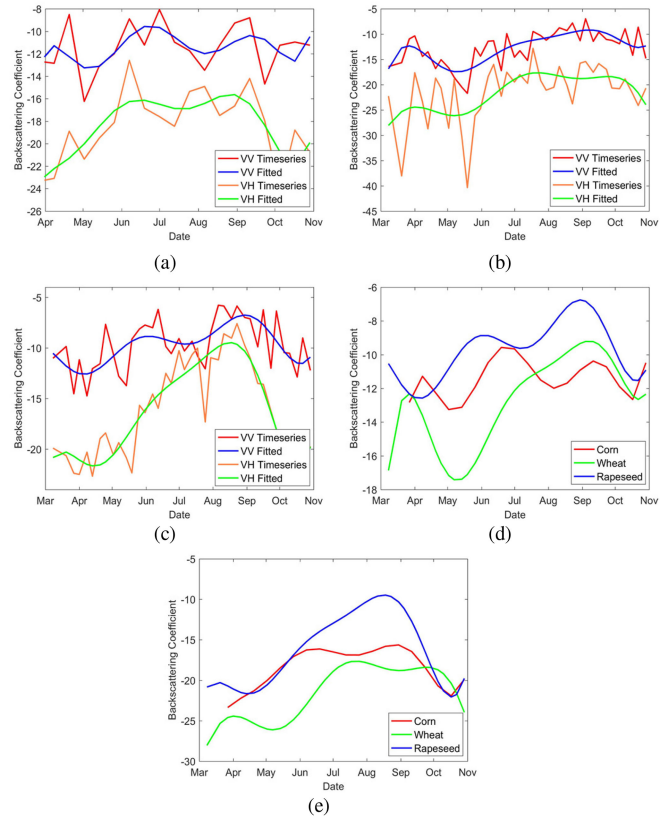 -8
-10
-12
-14
-16
-18
-20
-22
-24
-26
Backscattering Coefficient
Apr May Jun Jul Aug Sep Oct Nov
Date
VV Timeseries
VV Fitted
VH Timeseries
VH Fitted
(a)
-5
-10
-15
-20
-25
-30
-35
-40
-45
Backscattering Coefficient
Mar Apr May Jun Jul Aug Sep Oct Nov
Date
VV Timeseries
VV Fitted
VH Timeseries
VH Fitted
(b)
-5
-10
-15
-20
Backscattering Coefficient
Mar Apr May Jun Jul Aug Sep Oct Nov
Date
VV Timeseries
VV Fitted
VH Timeseries
VH Fitted
(c)
-6
-8
-10
-12
-14
-16
-18
Backscattering Coefficient
Mar Apr May Jun Jul Aug Sep Oct Nov
Date
Corn
Wheat
Rapeseed
(d)
-5
-10
-15
-20
-25
-30
Backscattering Coefficient
Mar Apr May Jun Jul Aug Sep Oct Nov
Date
Corn
Wheat
Rapeseed
(e)